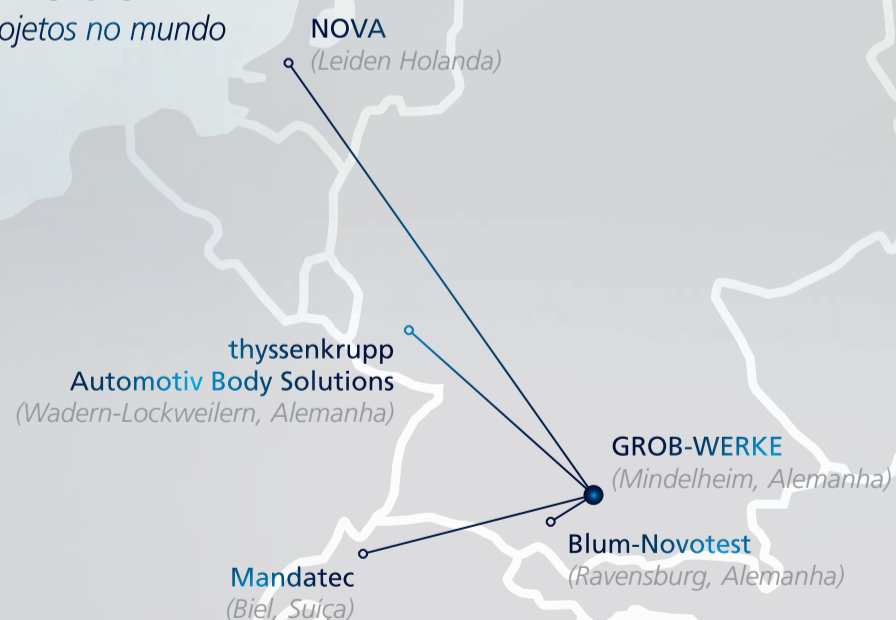 ojetos no mundo
NOVA
(Leiden Holanda)
thyssenkrupp
Automotiv Body Solutions
(Wadern-Lockweilern, Alemanha)
GROB-WERKE
(Mindelheim, Alemanha)
Blum-Novotest
(Ravensburg, Alemanha)
Mandatec
(Biel, Suíça)